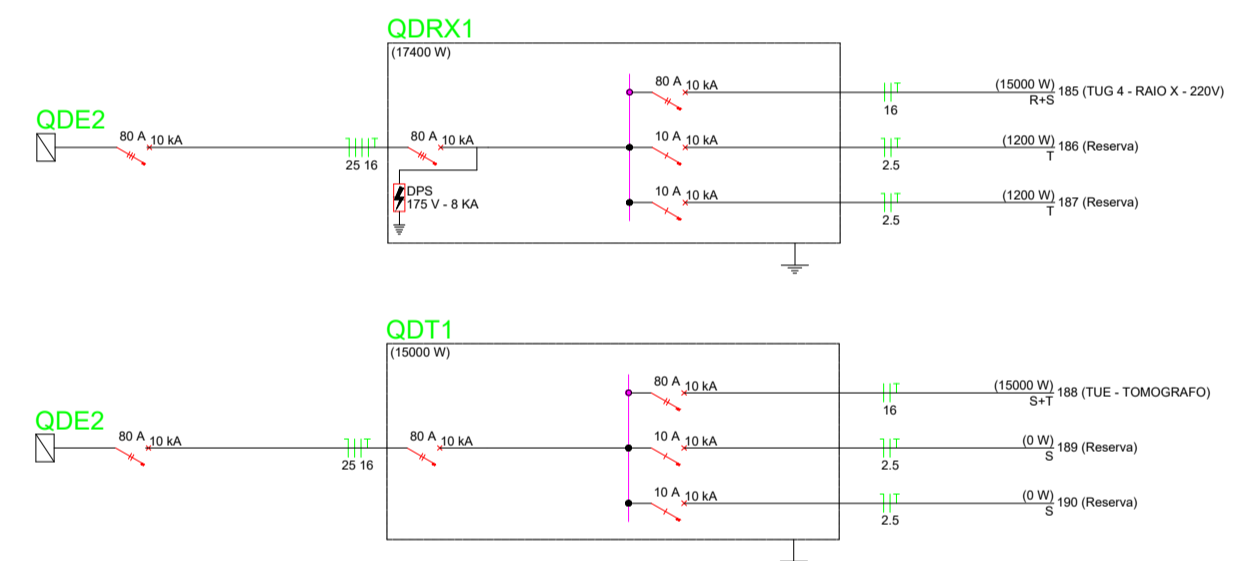 QDRX1
(17400 W)
80 A 10 kA
(15000 W) 185 (TUG 4 - RAIO X - 220V)
R+S
16
QDE2
80 A 10 kA
25 16
80 A 10 kA
10 A 10 kA
(1200 W) 186 (Reserva)
T
2.5
DPS
175 V - 8 KA
10 A 10 kA
(1200 W) 187 (Reserva)
T
2.5
QDT1
(15000 W)
80 A 10 kA
(15000 W) 188 (TUE - TOMOGRAFO)
S+T
16
QDE2
80 A 10 kA
25 16
80 A 10 kA
10 A 10 kA
(0 W) 189 (Reserva)
S
2.5
10 A 10 kA
(0 W) 190 (Reserva)
S
2.5